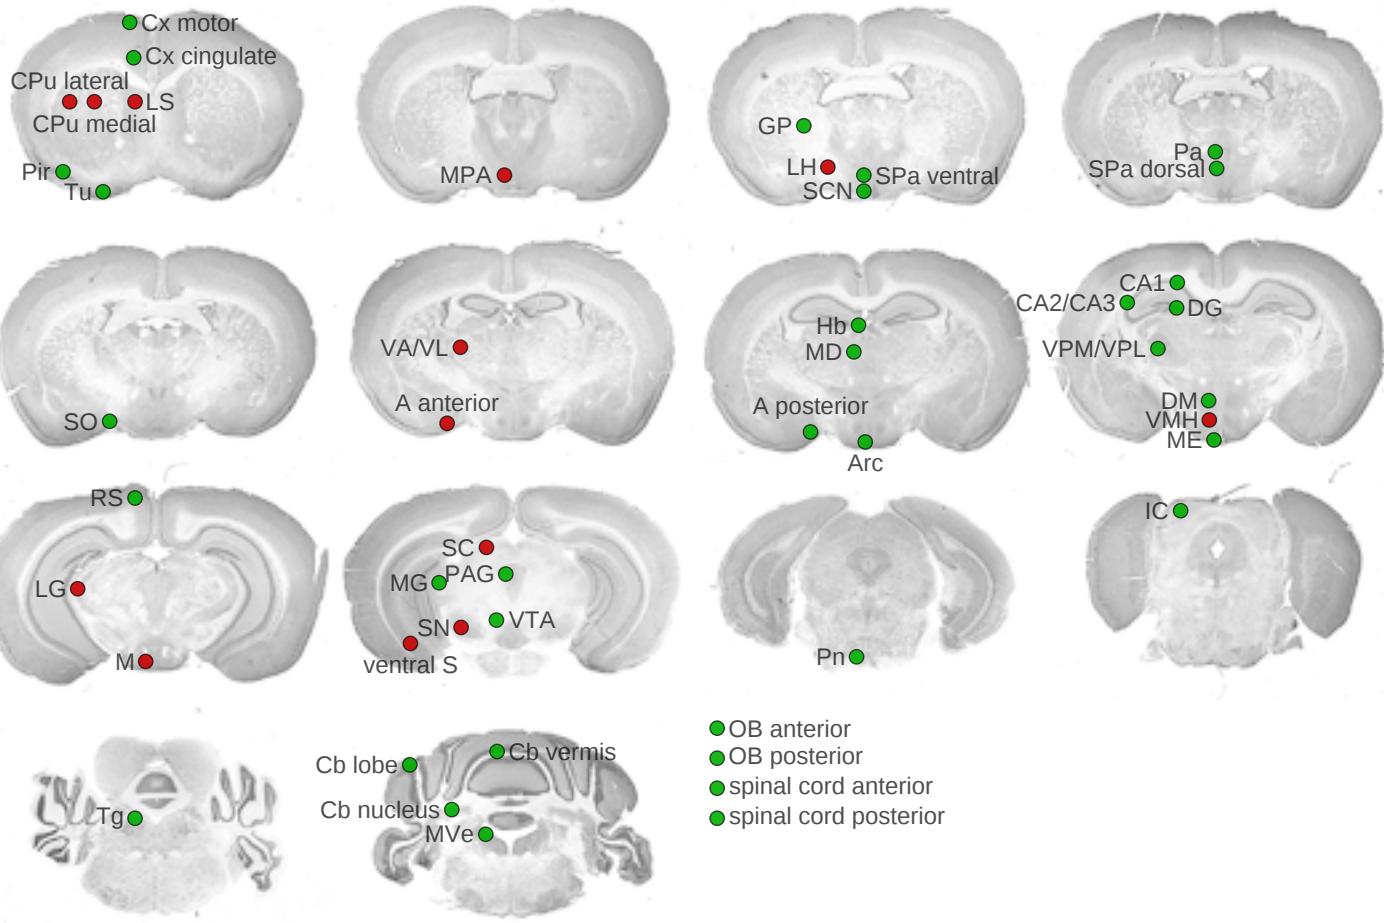 Cx motor
Cx cingulate
CPu lateral
LS
CPu medial
Pir
Tu
MPA
GP
LH
SPa ventral
SCN
Pa
SPa dorsal
SO
VA/VL
A anterior
Hb
MD
A posterior
Arc
CA1
CA2/CA3
DG
VPM/VPL
DM
VMH
ME
RS
LG
M
SC
MG
PAG
SN
VTA
ventral S
Pn
IC
Tg
Cb lobe
Cb vermis
Cb nucleus
MVe
OB anterior
OB posterior
spinal cord anterior
spinal cord posterior